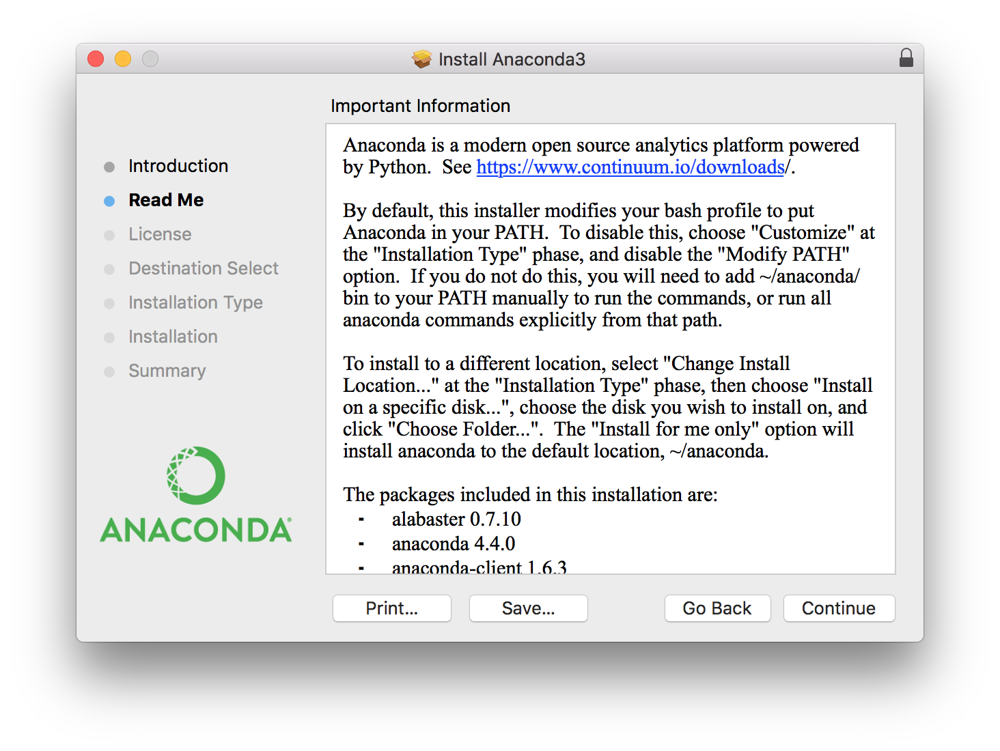 Install Anaconda3
Important Information
Introduction
Read Me
License
Destination Select
Installation Type
Installation
Summary
ANACONDA®
Anaconda is a modern open source analytics platform powered
by Python.  See https://www.continuum.io/downloads/.
By default, this installer modifies your bash profile to put
Anaconda in your PATH.  To disable this, choose "Customize" at
the "Installation Type" phase, and disable the "Modify PATH"
option.  If you do not do this, you will need to add ~/anaconda/
bin to your PATH manually to run the commands, or run all
anaconda commands explicitly from that path.
To install to a different location, select "Change Install
Location..." at the "Installation Type" phase, then choose "Install
on a specific disk...", choose the disk you wish to install on, and
click "Choose Folder...".  The "Install for me only" option will
install anaconda to the default location, ~/anaconda.
The packages included in this installation are:
- alabaster 0.7.10
- anaconda 4.4.0
- anaconda-client 1.6.3
Print...
Save...
Go Back
Continue